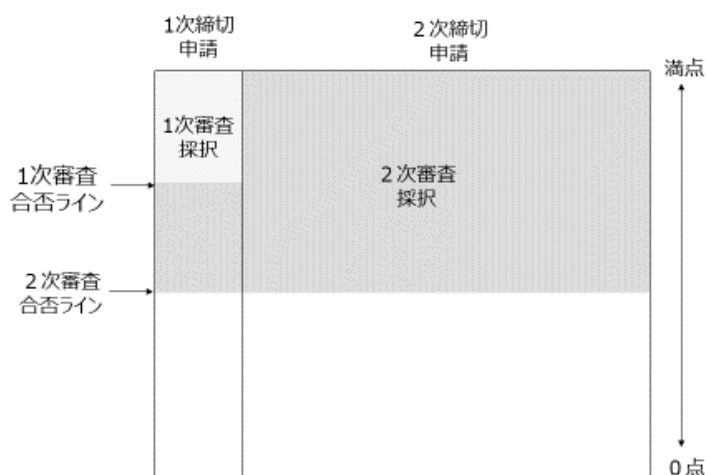 1次締切
申請
２次締切
申請
満点
1次審査
採択
２次審査
採択
1次審査
合否ライン
２次審査
合否ライン
０点